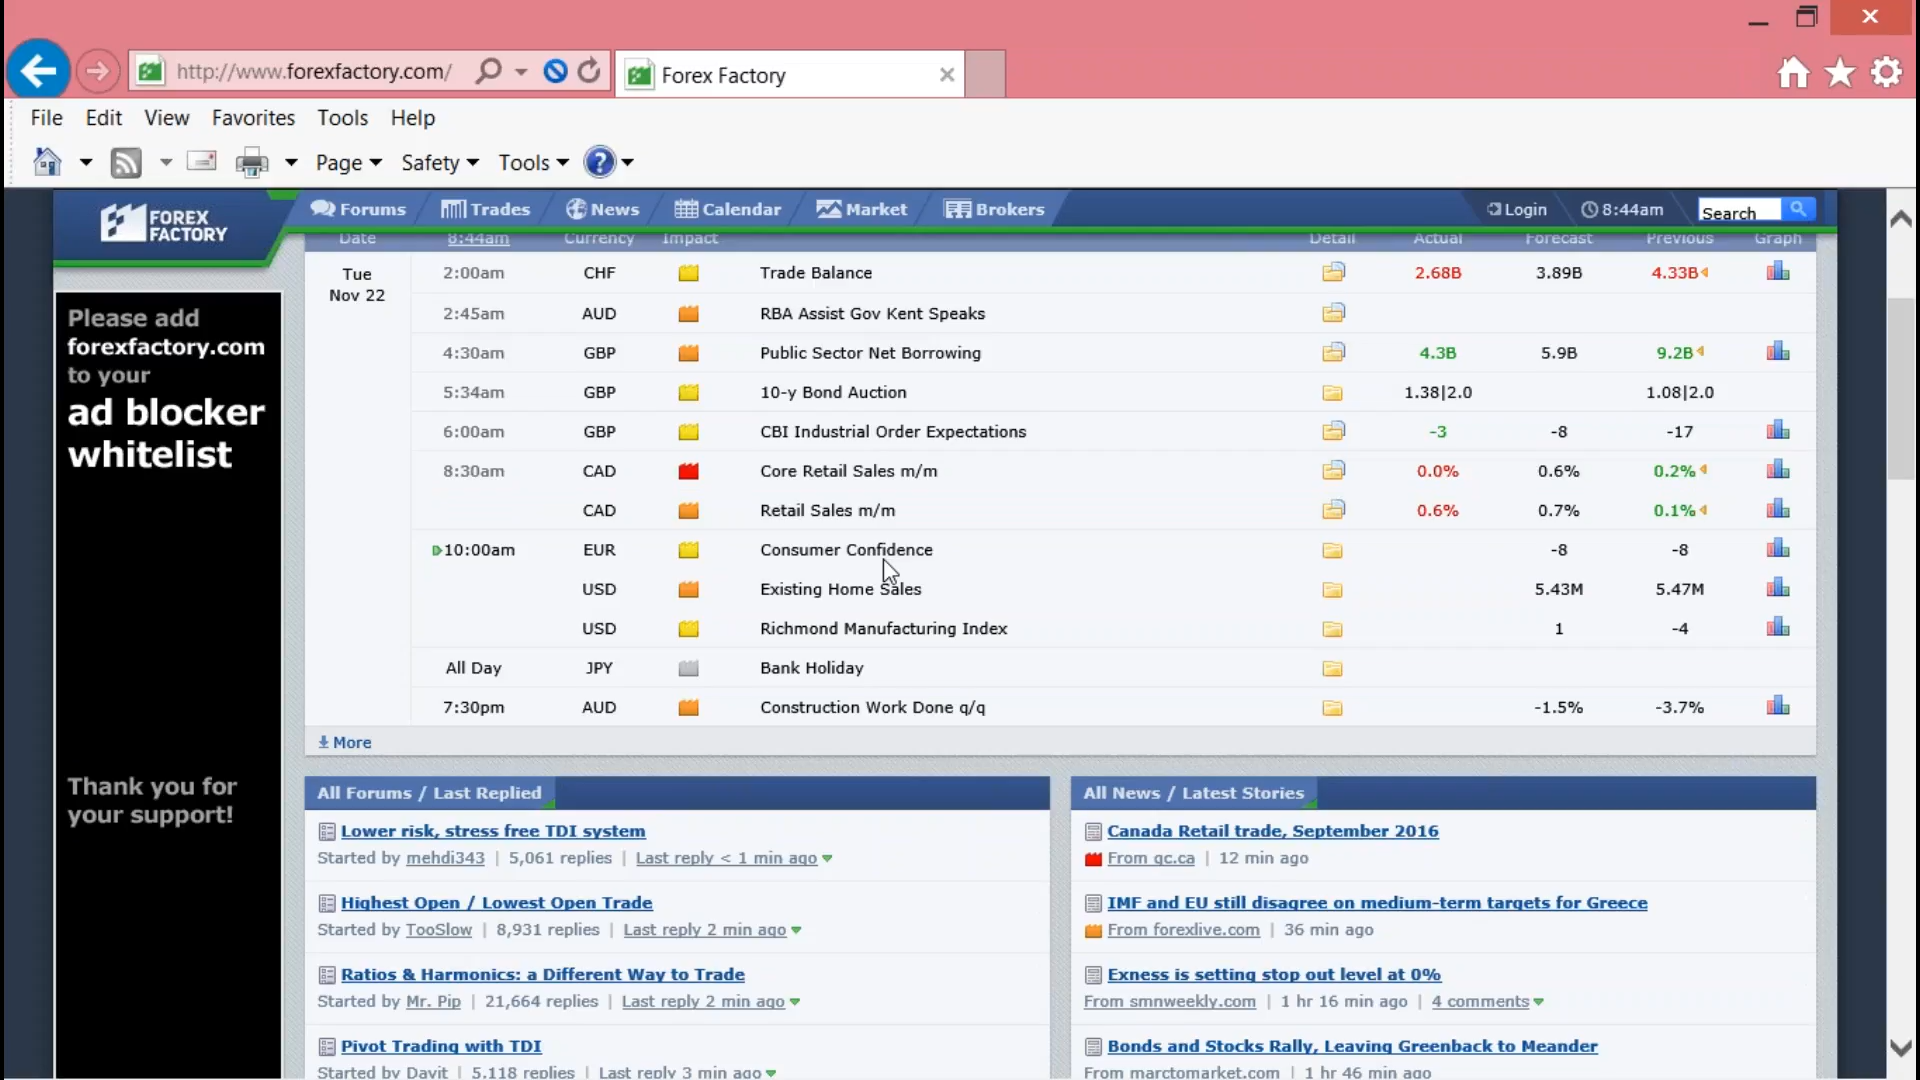 http://www.forexfactory.com/
Forex Factory
File Edit View Favorites Tools Help
Page Safety Tools
FOREX FACTORY
Forums Trades News Calendar Market Brokers Login 8:44am Search
Date 8:44am Currency Impact Detail Actual Forecast Previous Graph
Tue
Nov 22
2:00am CHF Trade Balance 2.68B 3.89B 4.33B
2:45am AUD RBA Assist Gov Kent Speaks
4:30am GBP Public Sector Net Borrowing 4.3B 5.9B 9.2B
5:34am GBP 10-y Bond Auction 1.38|2.0 1.08|2.0
6:00am GBP CBI Industrial Order Expectations -3 -8 -17
8:30am CAD Core Retail Sales m/m 0.0% 0.6% 0.2%
CAD Retail Sales m/m 0.6% 0.7% 0.1%
10:00am EUR Consumer Confidence -8 -8
USD Existing Home Sales 5.43M 5.47M
USD Richmond Manufacturing Index 1 -4
All Day JPY Bank Holiday
7:30pm AUD Construction Work Done q/q -1.5% -3.7%
More
Please add
forexfactory.com
to your
ad blocker
whitelist
Thank you for
your support!
All Forums / Last Replied
Lower risk, stress free TDI system
Started by mehdi343 | 5,061 replies | Last reply < 1 min ago
Highest Open / Lowest Open Trade
Started by TooSlow | 8,931 replies | Last reply 2 min ago
Ratios & Harmonics: a Different Way to Trade
Started by Mr. Pip | 21,664 replies | Last reply 2 min ago
Pivot Trading with TDI
Started by Davit | 5,118 replies | Last reply 3 min ago
All News / Latest Stories
Canada Retail trade, September 2016
From gc.ca | 12 min ago
IMF and EU still disagree on medium-term targets for Greece
From forexlive.com | 36 min ago
Exness is setting stop out level at 0%
From smnweekly.com | 1 hr 16 min ago | 4 comments
Bonds and Stocks Rally, Leaving Greenback to Meander
From marctomarket.com | 1 hr 46 min ago